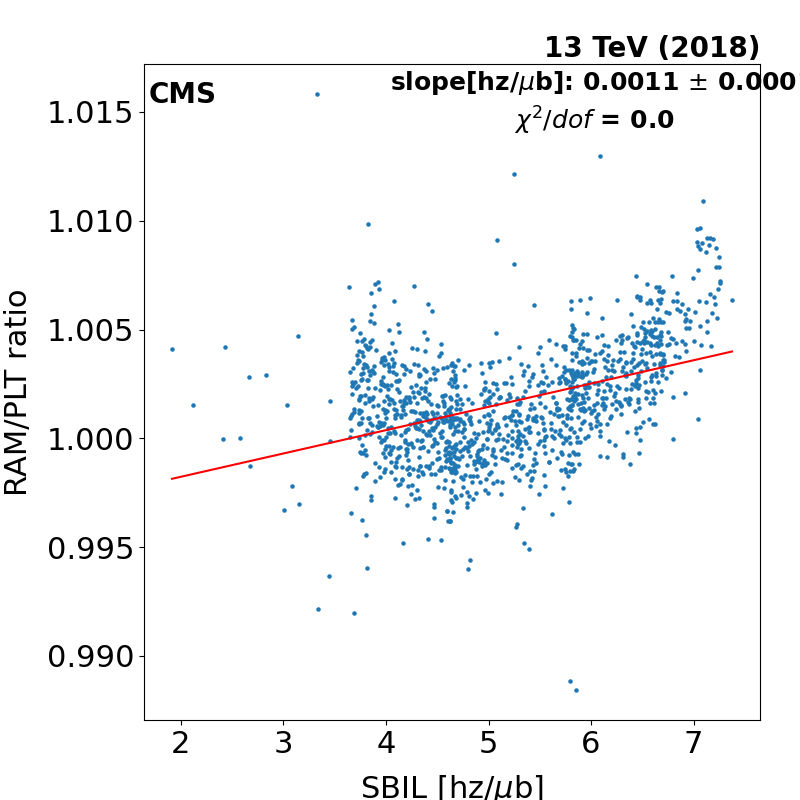 13 TeV (2018)
CMS
slope[hz/μb]: 0.0011 ± 0.000
χ²/dof = 0.0
1.015
1.010
1.005
1.000
0.995
0.990
RAM/PLT ratio
2 3 4 5 6 7
SBIL [hz/μb]